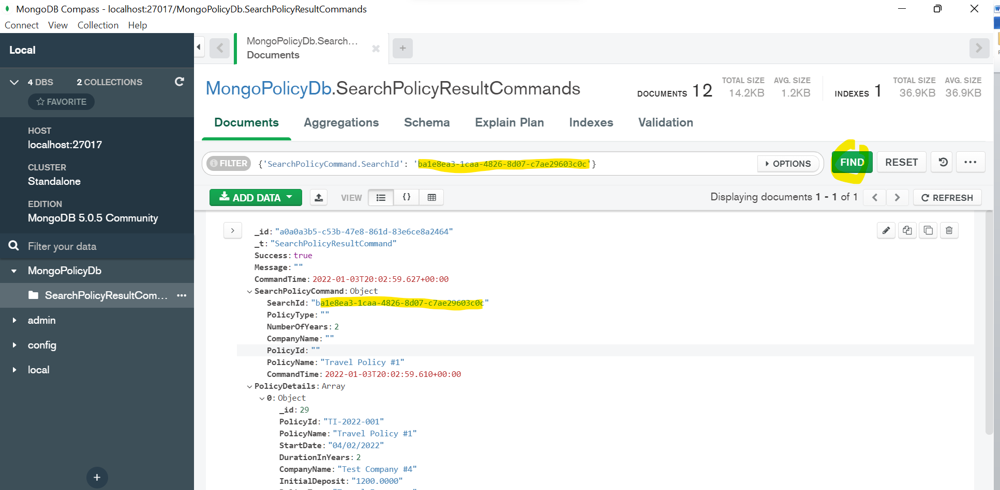 MongoDB Compass - localhost:27017/MongoPolicyDb.SearchPolicyResultCommands
Connect View Collection Help
Local
4 DBS 2 COLLECTIONS
FAVORITE
HOST
localhost:27017
CLUSTER
Standalone
EDITION
MongoDB 5.0.5 Community
Filter your data
MongoPolicyDb
SearchPolicyResultCom... •••
admin
config
local
+
MongoPolicyDb.Search...
Documents
+
MongoPolicyDb.SearchPolicyResultCommands
DOCUMENTS 12 TOTAL SIZE 14.2KB AVG. SIZE 1.2KB INDEXES 1 TOTAL SIZE 36.9KB AVG. SIZE 36.9KB
Documents Aggregations Schema Explain Plan Indexes Validation
FILTER {'SearchPolicyCommand.SearchId': 'ba1e8ea3-1caa-4826-8d07-c7ae29603c0c'} OPTIONS FIND RESET •••
ADD DATA VIEW {} Displaying documents 1 - 1 of 1 < > REFRESH
_id: "a0a0a3b5-c53b-47e8-861d-83e6ce8a2464"
_t: "SearchPolicyResultCommand"
Success: true
Message: ""
CommandTime: 2022-01-03T20:02:59.627+00:00
SearchPolicyCommand: Object
SearchId: "ba1e8ea3-1caa-4826-8d07-c7ae29603c0c"
PolicyType: ""
NumberOfYears: 2
CompanyName: ""
PolicyId: ""
PolicyName: "Travel Policy #1"
CommandTime: 2022-01-03T20:02:59.610+00:00
PolicyDetails: Array
0: Object
_id: 29
PolicyId: "TI-2022-001"
PolicyName: "Travel Policy #1"
StartDate: "04/02/2022"
DurationInYears: 2
CompanyName: "Test Company #4"
InitialDeposit: "1200.0000"